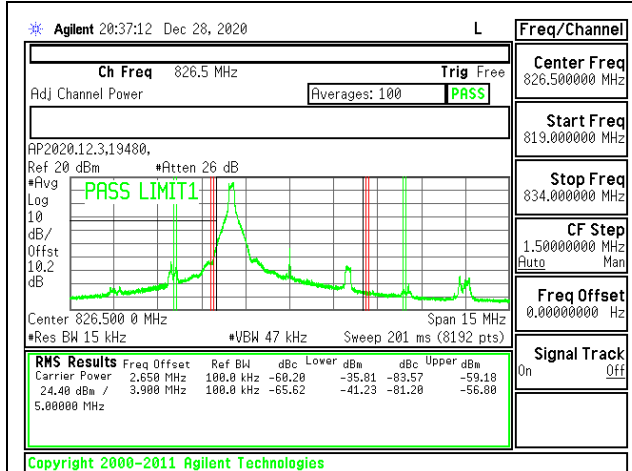 Agilent 20:37:12 Dec 28, 2020 L
Freq/Channel
Ch Freq 826.5 MHz Trig Free
Adj Channel Power Averages: 100 PASS
AP2020.12.3,19480,
Ref 20 dBm #Atten 26 dB
#Avg
Log
10
dB/
Offst
10.2
dB
PASS LIMIT1
Center 826.500 0 MHz Span 15 MHz
#Res BW 15 kHz #VBW 47 kHz Sweep 201 ms (8192 pts)
RMS Results Freq Offset Ref BW dBc Lower dBm dBc Upper dBm
Carrier Power 2.650 MHz 100.0 kHz -60.20 -35.81 -83.57 -59.18
24.40 dBm / 3.900 MHz 100.0 kHz -65.62 -41.23 -81.20 -56.80
5.00000 MHz
Center Freq
826.500000 MHz
Start Freq
819.000000 MHz
Stop Freq
834.000000 MHz
CF Step
1.50000000 MHz
Auto Man
Freq Offset
0.00000000 Hz
Signal Track
On Off
Copyright 2000-2011 Agilent Technologies